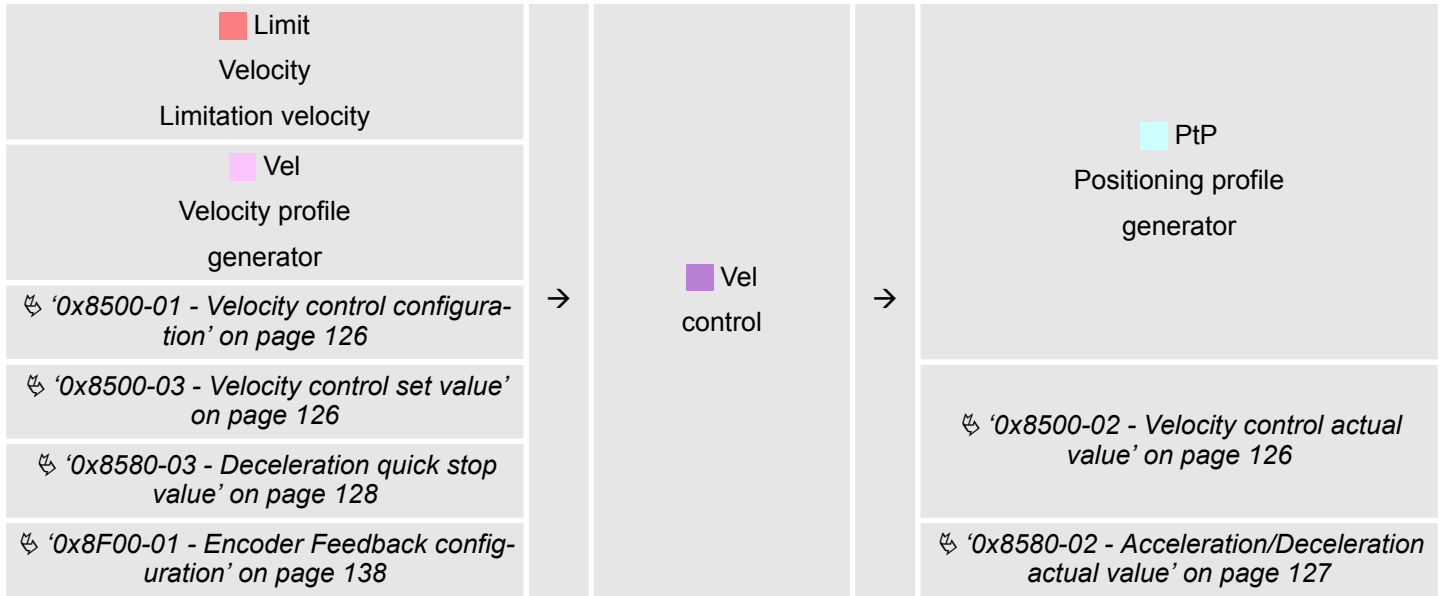 Limit
Velocity
Limitation velocity
Vel
Velocity profile
generator
↳ ‘0x8500-01 - Velocity control configura-
tion’ on page 126
↳ ‘0x8500-03 - Velocity control set value’
on page 126
↳ ‘0x8580-03 - Deceleration quick stop
value’ on page 128
↳ ‘0x8F00-01 - Encoder Feedback config-
uration’ on page 138
→
Vel
control
→
PtP
Positioning profile
generator
↳ ‘0x8500-02 - Velocity control actual
value’ on page 126
↳ ‘0x8580-02 - Acceleration/Deceleration
actual value’ on page 127